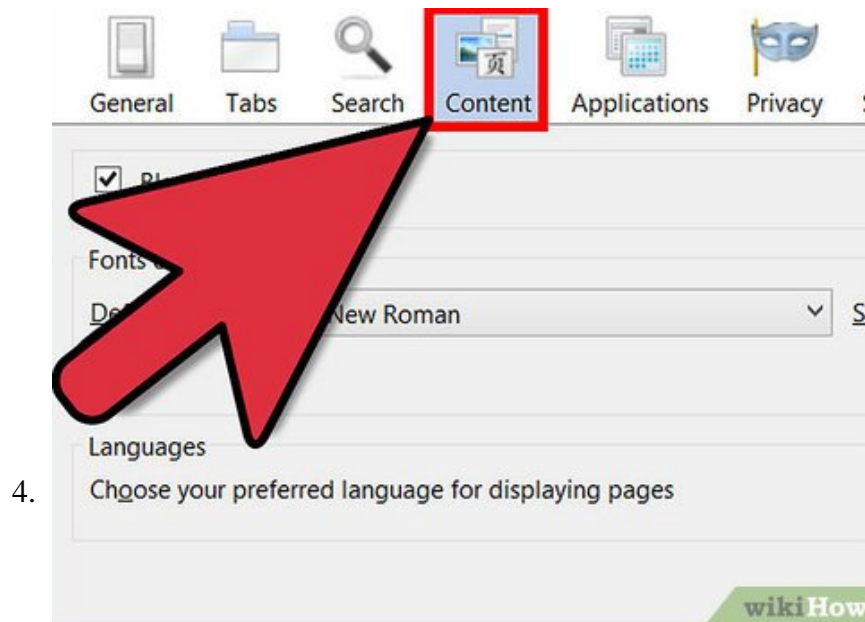 General Tabs Search Content Applications Privacy
页
Fonts
New Roman
Languages
4. Choose your preferred language for displaying pages
wikiHow